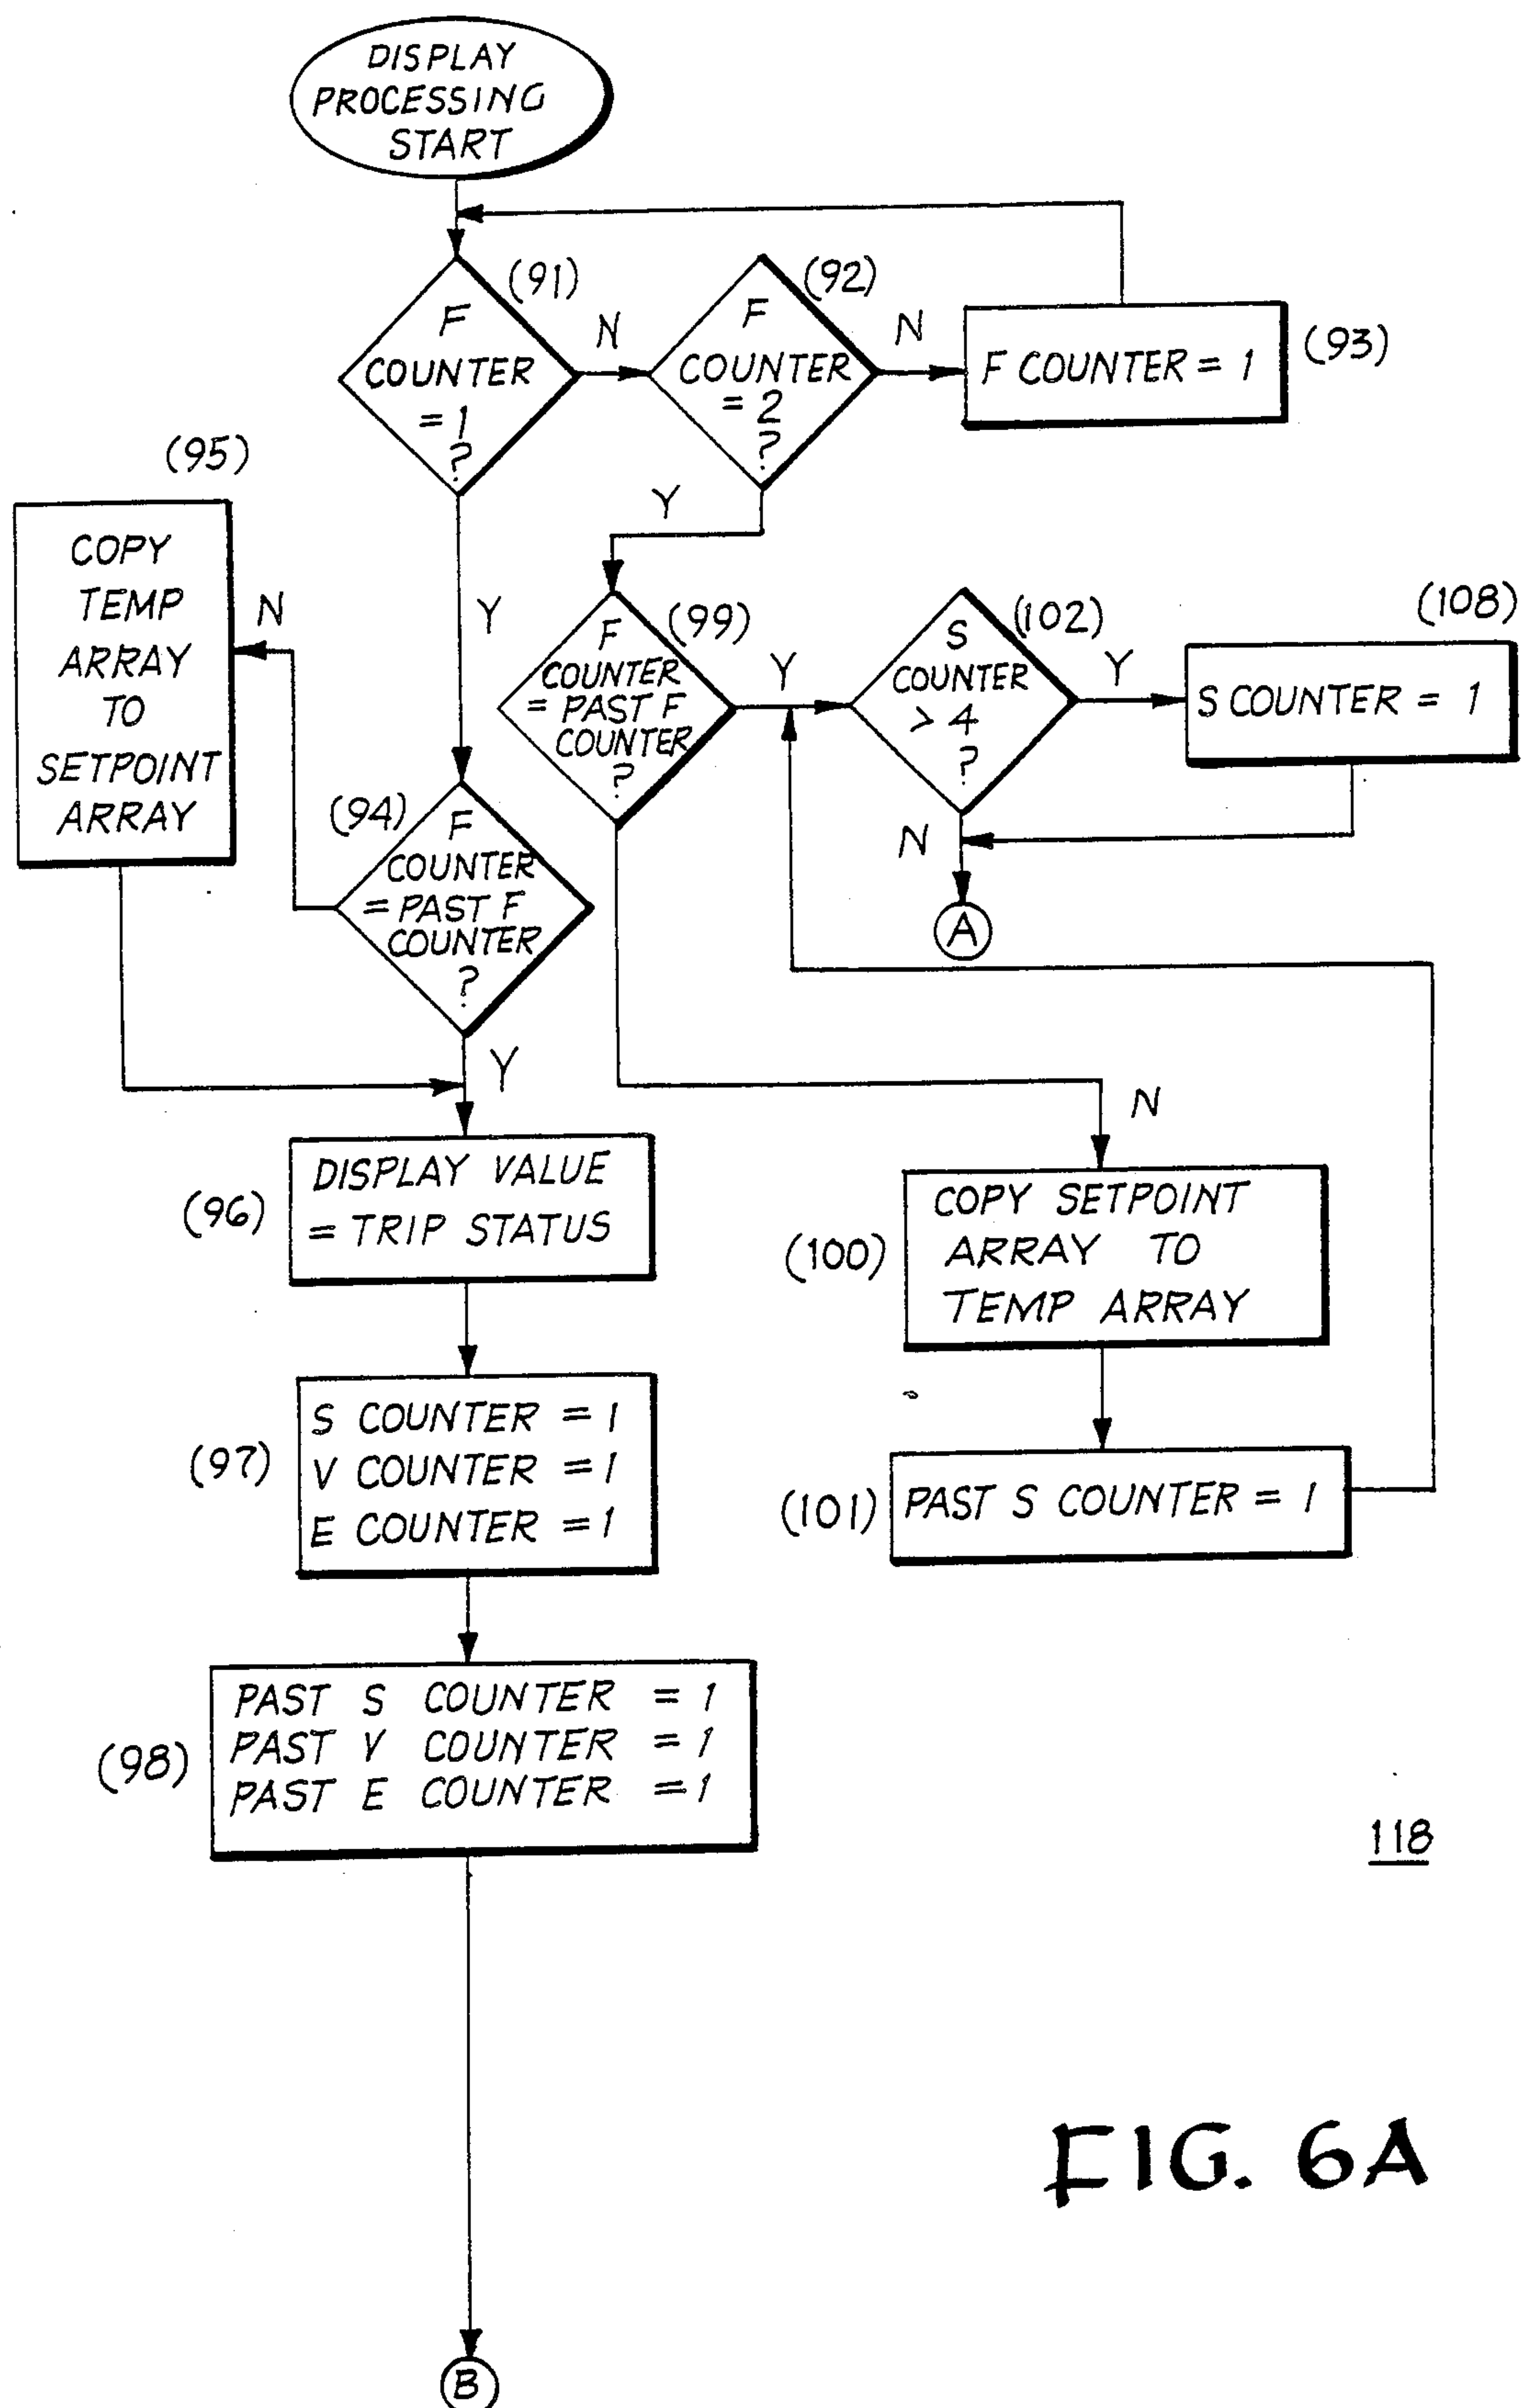 DISPLAY
PROCESSING
START
(91)
F
COUNTER
= 1
?
N
(92)
F
COUNTER
= 2
?
N
F COUNTER = 1
(93)
Y
Y
(95)
COPY
TEMP
ARRAY
TO
SETPOINT
ARRAY
N
(94)
F
COUNTER
= PAST F
COUNTER
?
Y
(99)
F
COUNTER
= PAST F
COUNTER
?
Y
(102)
S
COUNTER
> 4
?
Y
(108)
S COUNTER = 1
N
A
N
(96)
DISPLAY VALUE
= TRIP STATUS
(100)
COPY SETPOINT
ARRAY TO
TEMP ARRAY
(97)
S COUNTER = 1
V COUNTER = 1
E COUNTER = 1
(101)
PAST S COUNTER = 1
(98)
PAST S COUNTER = 1
PAST V COUNTER = 1
PAST E COUNTER = 1
118
FIG. 6A
B